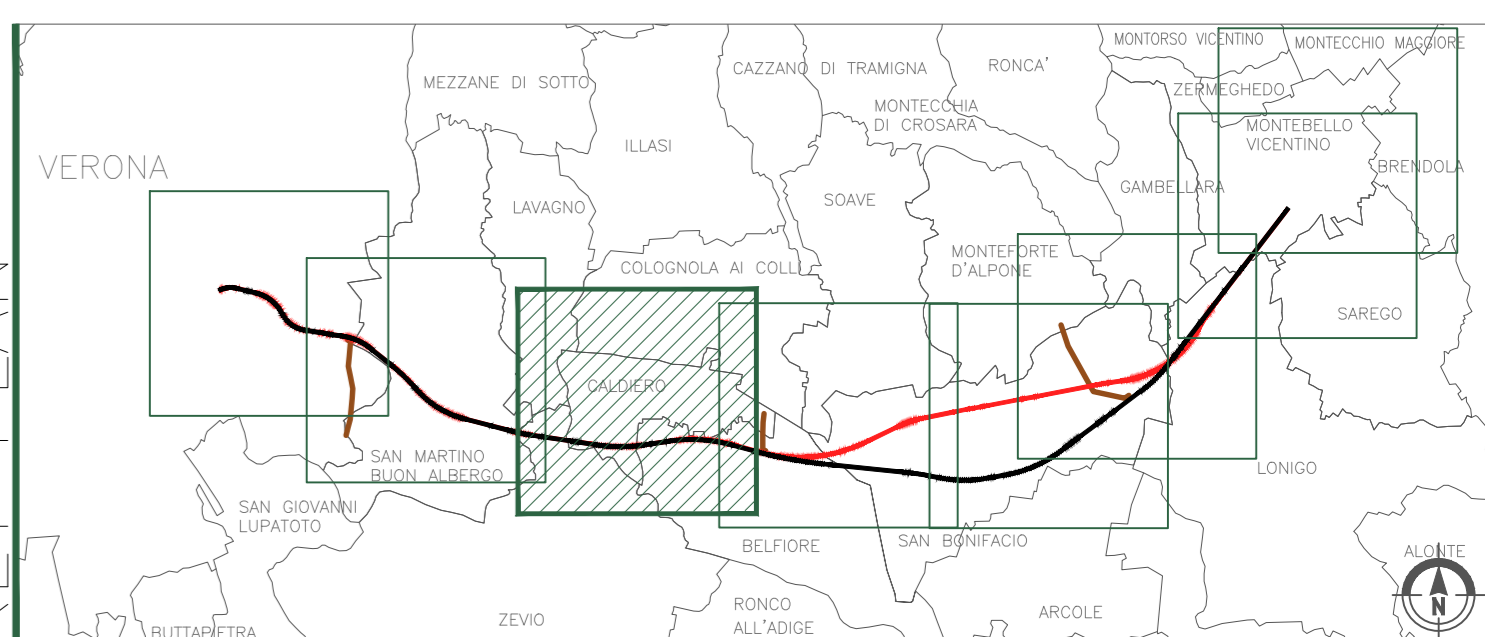 MONTORSO VICENTINO
MONTECCHIO MAGGIORE
MEZZANE DI SOTTO
CAZZANO DI TRAMIGNA
RONCA'
ZERMEGHEDO
MONTECCHIA
DI CROSARA
MONTEBELLO
VICENTINO
ILLASI
VERONA
BRENDOLA
GAMBELLARA
LAVAGNO
SOAVE
MONTEFORTE
D'ALPONE
COLOGNOLA AI COLLI
SAREGO
CALDIERO
SAN MARTINO
BUON ALBERGO
LONIGO
SAN GIOVANNI
LUPATOTO
BELFIORE
SAN BONIFACIO
ALONTE
N
ZEVIO
RONCO
ALL'ADIGE
ARCOLE
BUTTAPIETRA